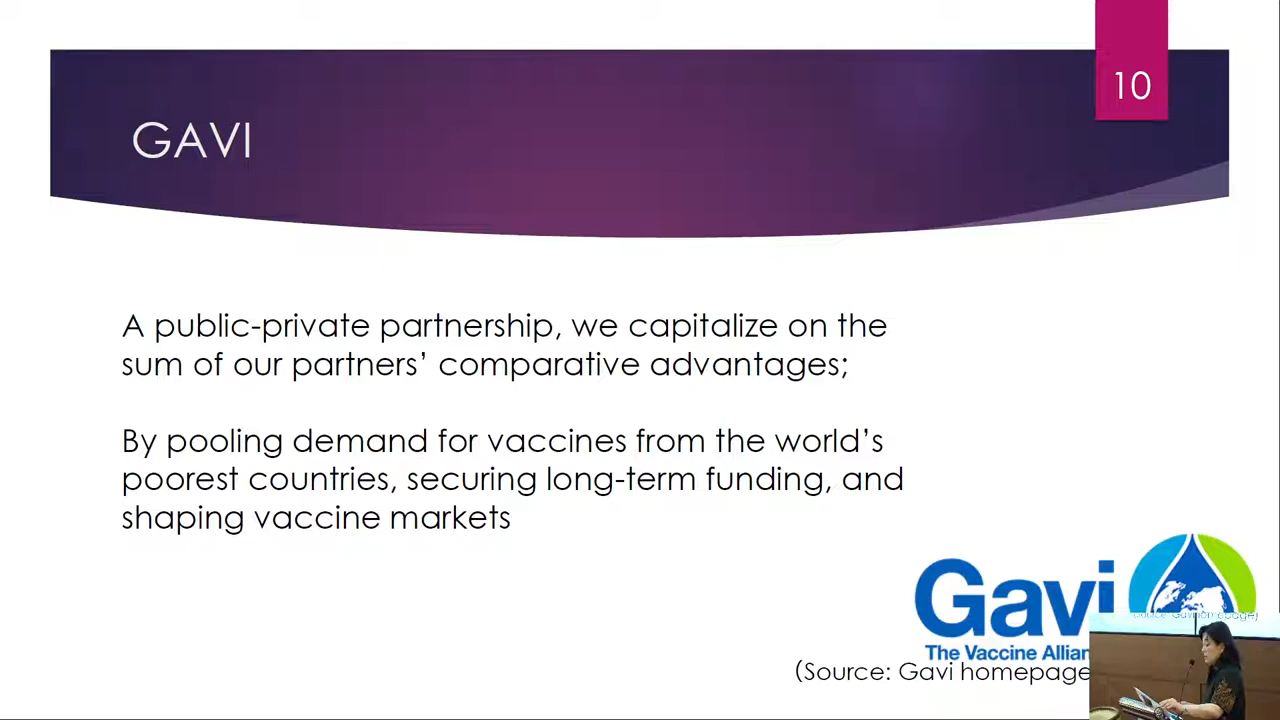 10
GAVI
A public-private partnership, we capitalize on the
sum of our partners’ comparative advantages;
By pooling demand for vaccines from the world’s
poorest countries, securing long-term funding, and
shaping vaccine markets
Gavi
The Vaccine
(Source: Gavi homepage